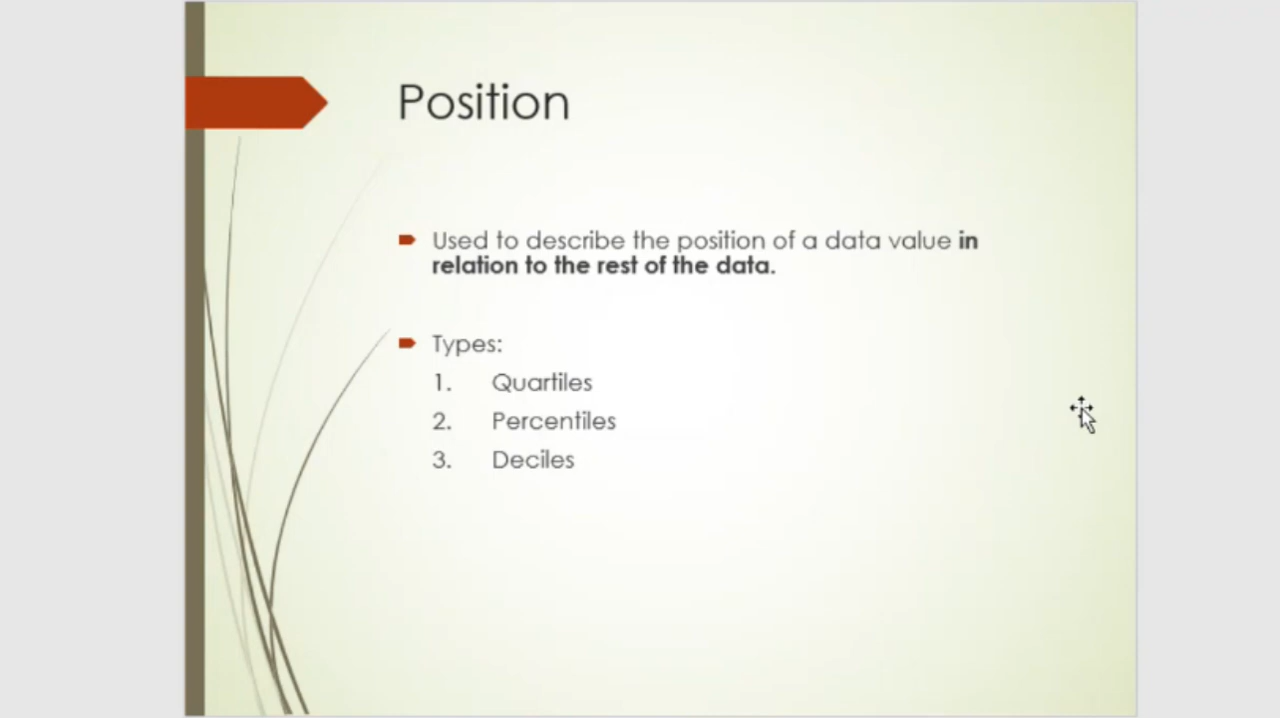 Position
Used to describe the position of a data value in
relation to the rest of the data.
Types:
1. Quartiles
2. Percentiles
3. Deciles